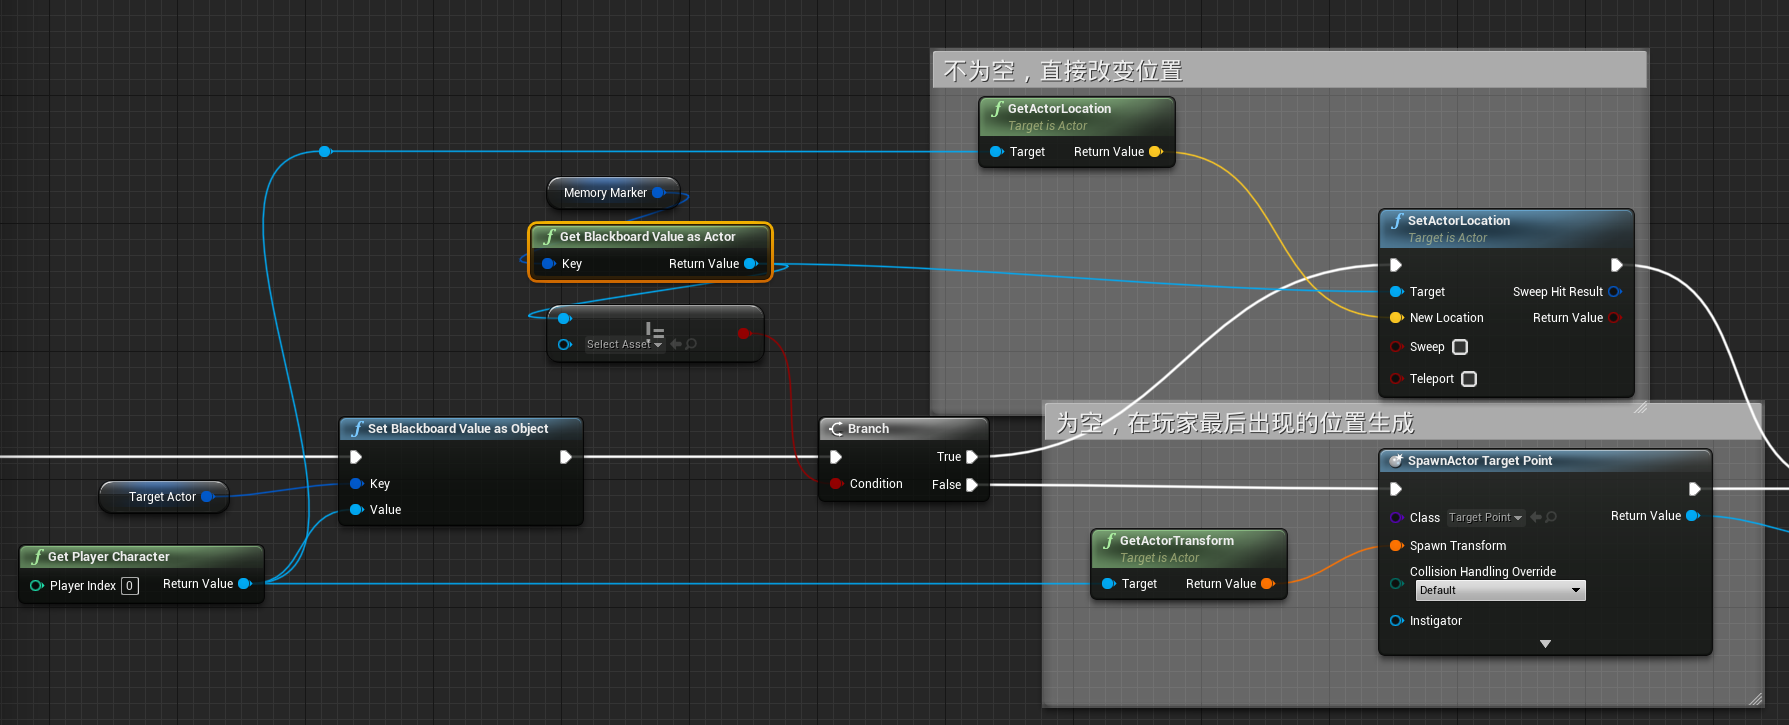 不为空，直接改变位置
GetActorLocation
Target is Actor
Target
Return Value
Memory Marker
Get Blackboard Value as Actor
Key
Return Value
!=
Select Asset
SetActorLocation
Target is Actor
Target
Sweep Hit Result
New Location
Return Value
Sweep
Teleport
Set Blackboard Value as Object
Key
Value
Target Actor
Get Player Character
Player Index 0
Return Value
Branch
True
Condition
False
为空，在玩家最后出现的位置生成
GetActorTransform
Target is Actor
Target
Return Value
SpawnActor Target Point
Class Target Point
Return Value
Spawn Transform
Collision Handling Override
Default
Instigator